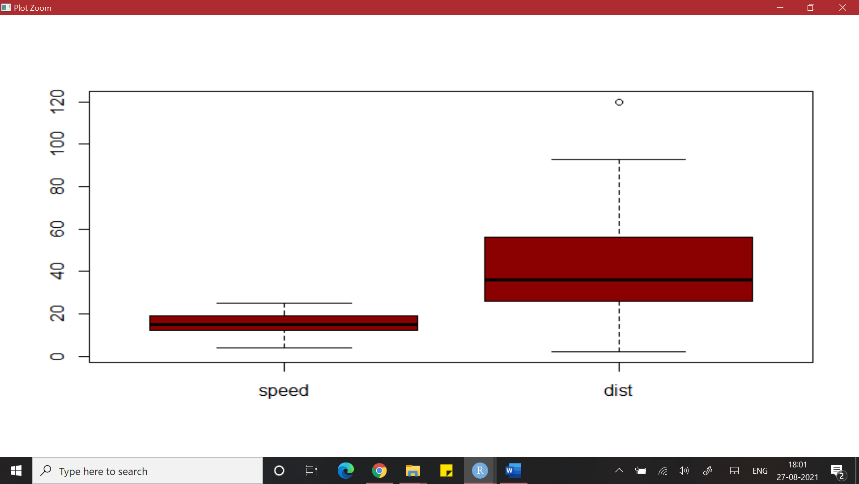 Plot Zoom
120
100
80
60
40
20
0
speed
dist
Type here to search
R
W
ENG
18:01
27-08-2021
2